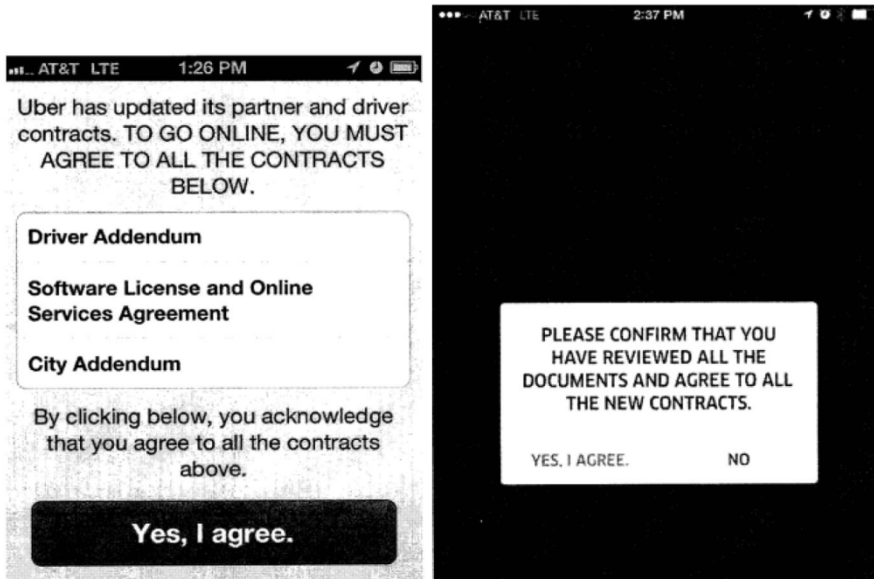 AT&T LTE 1:26 PM
Uber has updated its partner and driver
contracts. TO GO ONLINE, YOU MUST
AGREE TO ALL THE CONTRACTS
BELOW.
Driver Addendum
Software License and Online
Services Agreement
City Addendum
By clicking below, you acknowledge
that you agree to all the contracts
above.
Yes, I agree.
AT&T LTE 2:37 PM
PLEASE CONFIRM THAT YOU
HAVE REVIEWED ALL THE
DOCUMENTS AND AGREE TO ALL
THE NEW CONTRACTS.
YES, I AGREE. NO